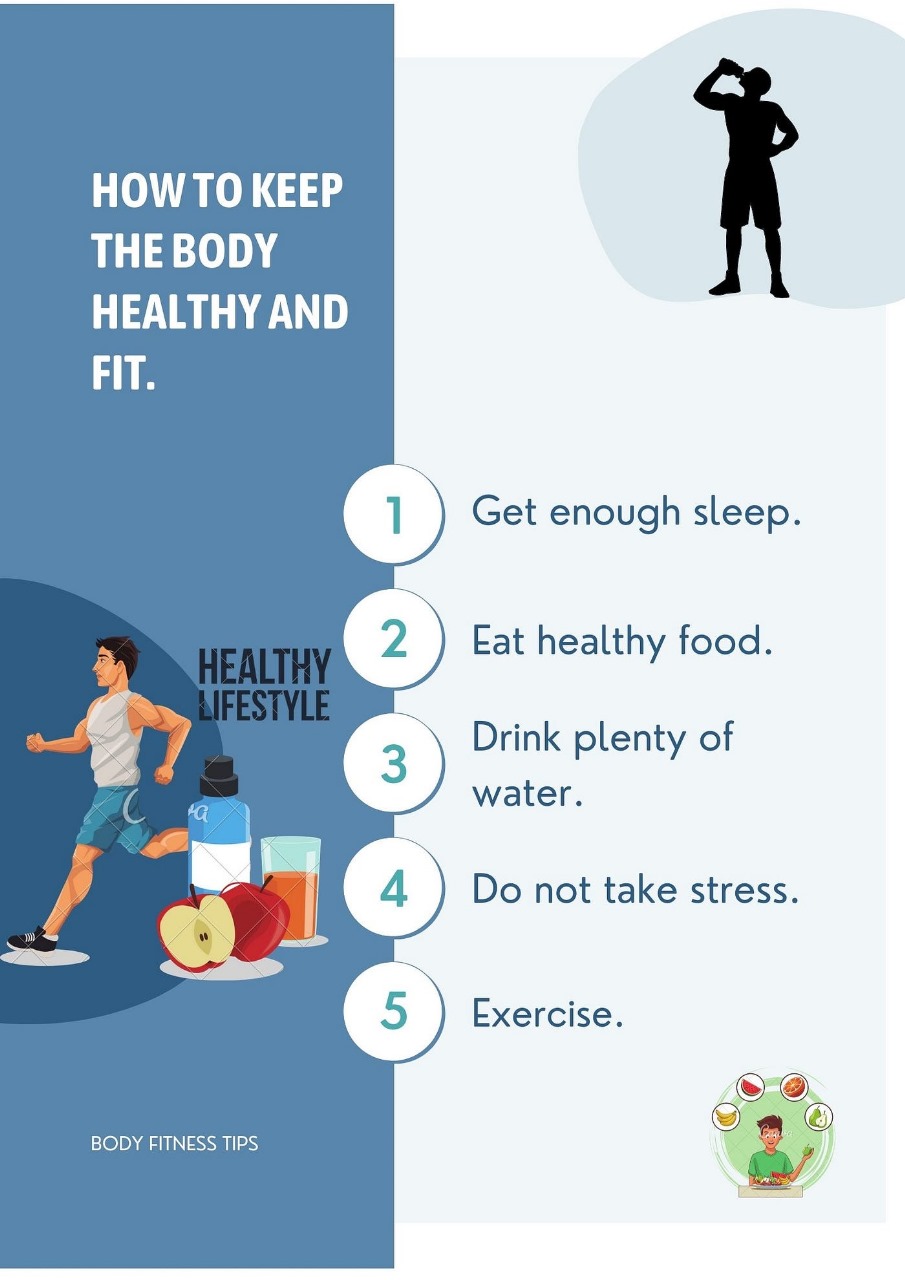 HOW TO KEEP
THE BODY
HEALTHY AND
FIT.
1 Get enough sleep.
2 Eat healthy food.
3 Drink plenty of
water.
4 Do not take stress.
5 Exercise.
HEALTHY
LIFESTYLE
BODY FITNESS TIPS